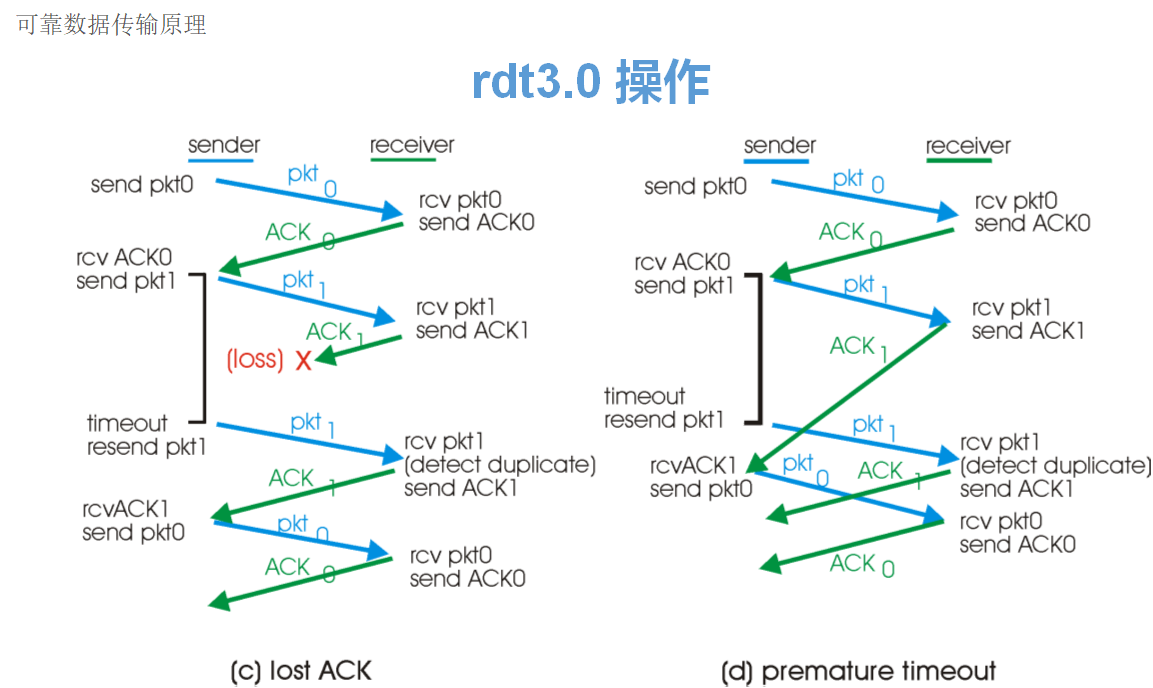 可靠数据传输原理
rdt3.0 操作
sender
receiver
send pkt0
pkt 0
rcv pkt0
send ACK0
ACK 0
rcv ACK0
send pkt1
pkt 1
rcv pkt1
send ACK1
ACK 1
(loss) X
timeout
resend pkt1
pkt 1
rcv pkt1
(detect duplicate)
send ACK1
ACK 1
rcvACK1
send pkt0
pkt 0
rcv pkt0
send ACK0
ACK 0
(c) lost ACK
sender
receiver
send pkt0
pkt 0
rcv pkt0
send ACK0
ACK 0
rcv ACK0
send pkt1
pkt 1
rcv pkt1
send ACK1
ACK 1
timeout
resend pkt1
pkt 1
rcv pkt1
(detect duplicate)
send ACK1
rcvACK1
send pkt0
pkt 0
ACK 1
rcv pkt0
send ACK0
ACK 0
(d) premature timeout